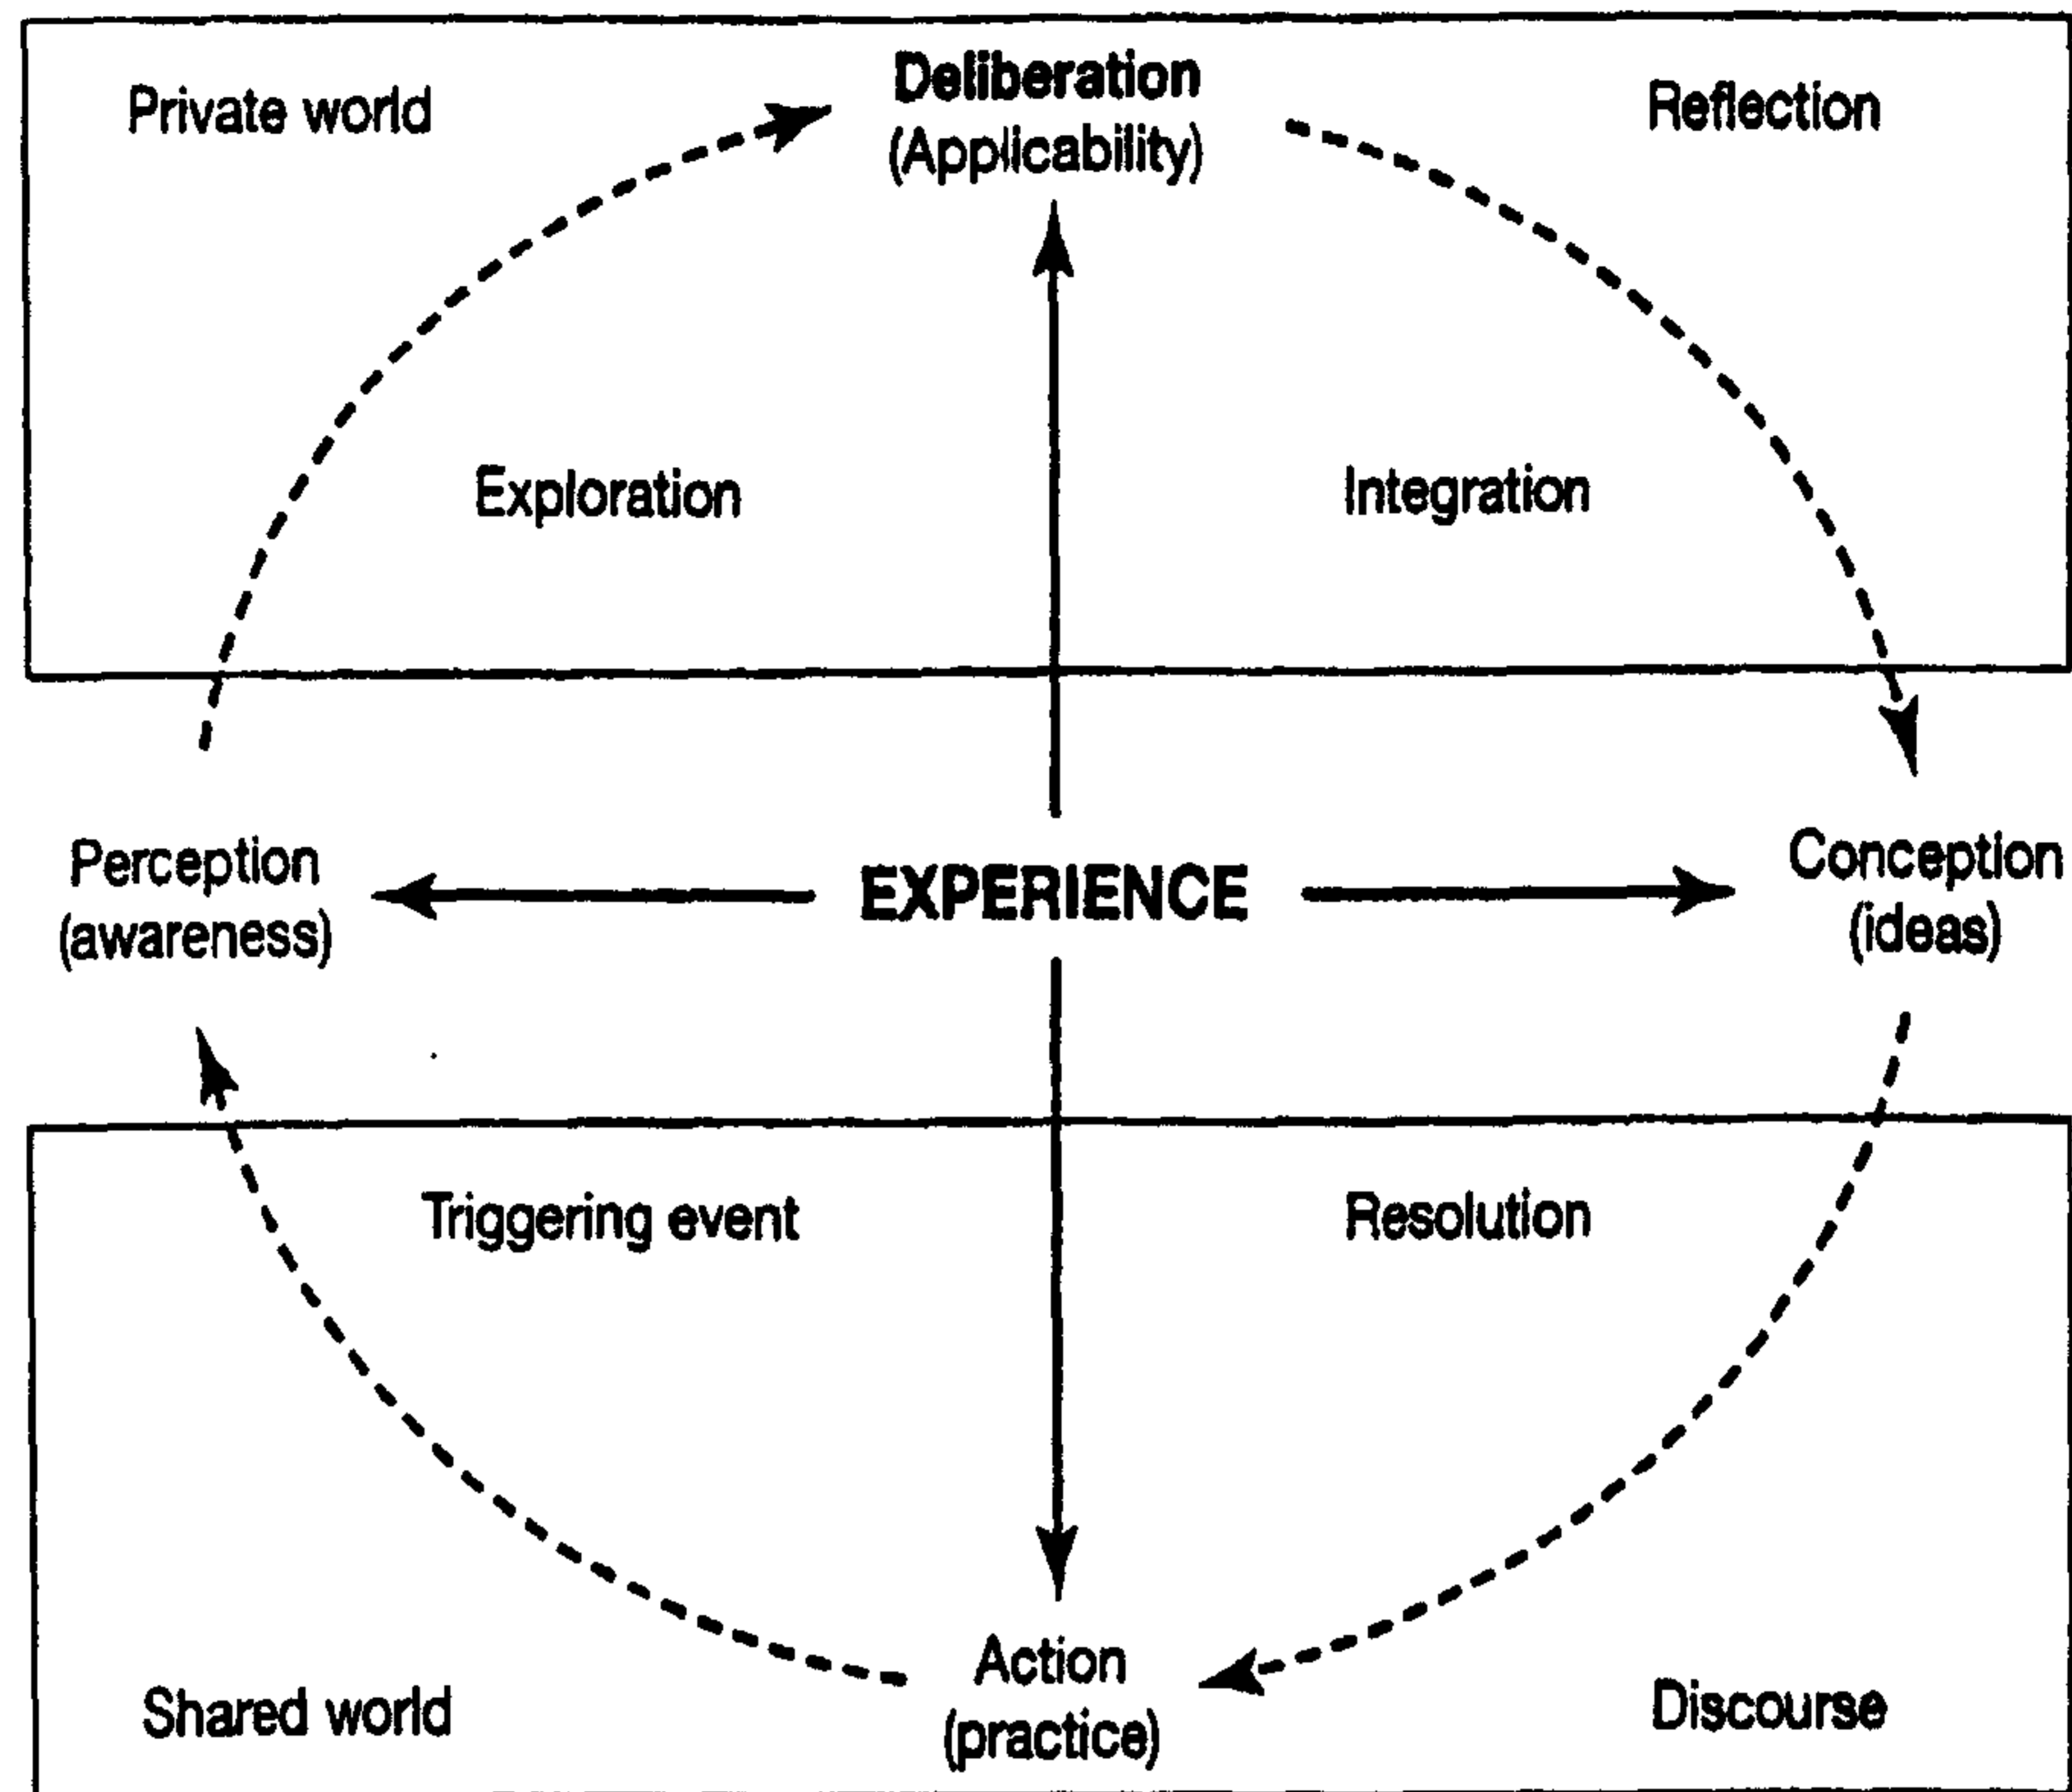 Private world
Deliberation
(Applicability)
Reflection
Exploration
Integration
Perception
(awareness)
EXPERIENCE
Conception
(ideas)
Triggering event
Resolution
Shared world
Action
(practice)
Discourse